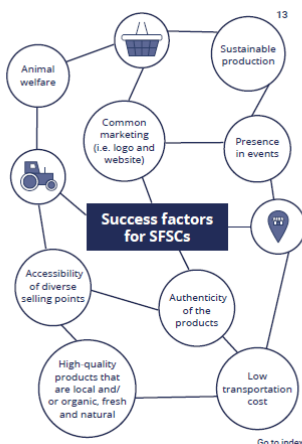 13
Sustainable
production
Animal
welfare
Common
marketing
(i.e. logo and
website)
Presence
in events
Success factors
for SFSCs
Accessibility
of diverse
selling points
Authenticity
of the
products
High-quality
products that
are local and/
or organic, fresh
and natural
Low
transportation
cost
Go to index